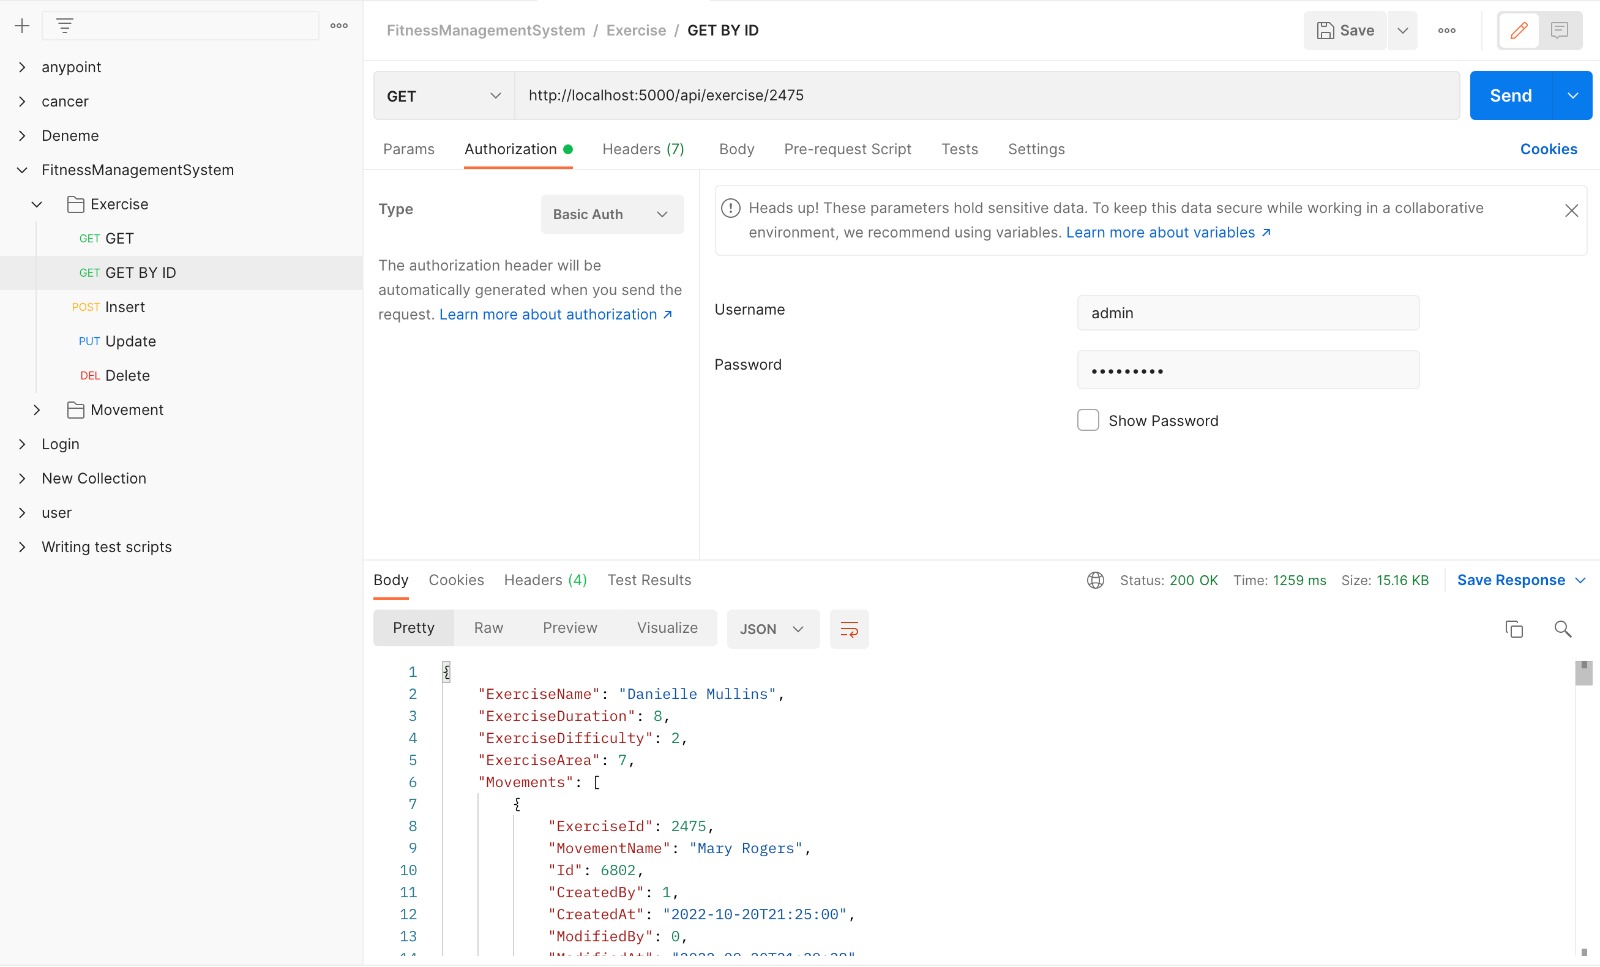 anypoint
cancer
Deneme
FitnessManagementSystem
Exercise
GET GET
GET GET BY ID
POST Insert
PUT Update
DEL Delete
Movement
Login
New Collection
user
Writing test scripts
FitnessManagementSystem / Exercise / GET BY ID
Save
GET
http://localhost:5000/api/exercise/2475
Send
Params
Authorization
Headers (7)
Body
Pre-request Script
Tests
Settings
Cookies
Type
Basic Auth
The authorization header will be
automatically generated when you send the
request. Learn more about authorization ↗
Heads up! These parameters hold sensitive data. To keep this data secure while working in a collaborative
environment, we recommend using variables. Learn more about variables ↗
Username
admin
Password
•••••••••
Show Password
Body
Cookies
Headers (4)
Test Results
Status: 200 OK
Time: 1259 ms
Size: 15.16 KB
Save Response
Pretty
Raw
Preview
Visualize
JSON
1 {
2 "ExerciseName": "Danielle Mullins",
3 "ExerciseDuration": 8,
4 "ExerciseDifficulty": 2,
5 "ExerciseArea": 7,
6 "Movements": [
7 {
8 "ExerciseId": 2475,
9 "MovementName": "Mary Rogers",
10 "Id": 6802,
11 "CreatedBy": 1,
12 "CreatedAt": "2022-10-20T21:25:00",
13 "ModifiedBy": 0,